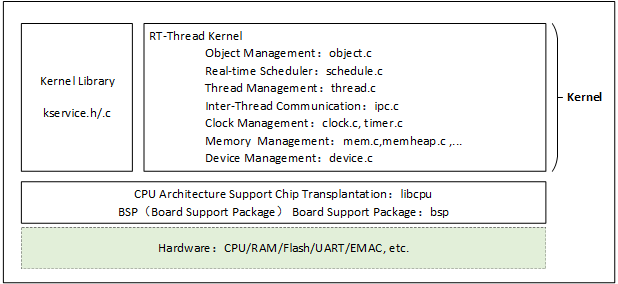 RT-Thread Kernel
Object Management：object.c
Real-time Scheduler：schedule.c
Thread Management：thread.c
Inter-Thread Communication：ipc.c
Clock Management：clock.c, timer.c
Memory Management：mem.c,memheap.c ,...
Device Management：device.c
Kernel Library
kservice.h/.c
Kernel
CPU Architecture Support Chip Transplantation：libcpu
BSP（Board Support Package） Board Support Package：bsp
Hardware：CPU/RAM/Flash/UART/EMAC, etc.